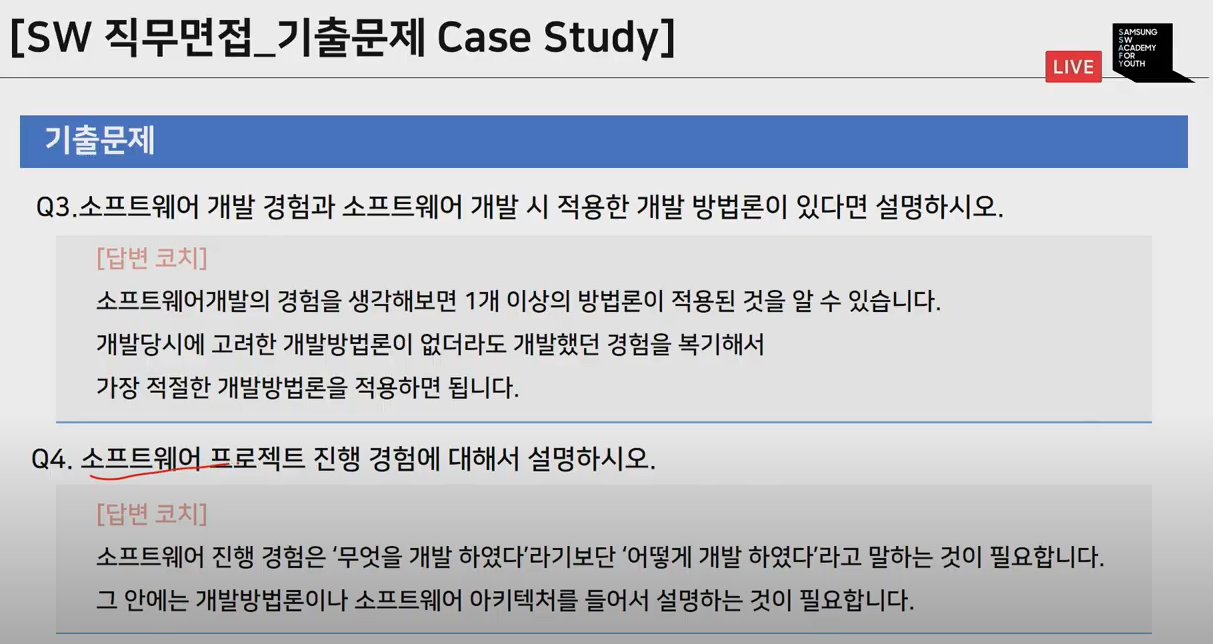 [SW 직무면접_기출문제 Case Study]
LIVE
SAMSUNG
SW
ACADEMY
FOR
YOUTH
기출문제
Q3.소프트웨어 개발 경험과 소프트웨어 개발 시 적용한 개발 방법론이 있다면 설명하시오.
[답변 코치]
소프트웨어개발의 경험을 생각해보면 1개 이상의 방법론이 적용된 것을 알 수 있습니다.
개발당시에 고려한 개발방법론이 없더라도 개발했던 경험을 복기해서
가장 적절한 개발방법론을 적용하면 됩니다.
Q4. 소프트웨어 프로젝트 진행 경험에 대해서 설명하시오.
[답변 코치]
소프트웨어 진행 경험은 ‘무엇을 개발 하였다’라기보단 ‘어떻게 개발 하였다’라고 말하는 것이 필요합니다.
그 안에는 개발방법론이나 소프트웨어 아키텍처를 들어서 설명하는 것이 필요합니다.